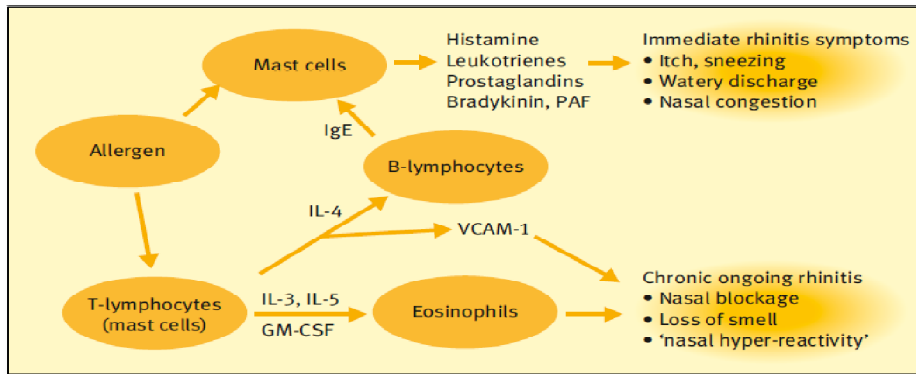 Mast cells
Histamine
Leukotrienes
Prostaglandins
Bradykinin, PAF
Immediate rhinitis symptoms
• Itch, sneezing
• Watery discharge
• Nasal congestion
IgE
Allergen
B-lymphocytes
IL-4
VCAM-1
T-lymphocytes
(mast cells)
IL-3, IL-5
GM-CSF
Eosinophils
Chronic ongoing rhinitis
• Nasal blockage
• Loss of smell
• ‘nasal hyper-reactivity’